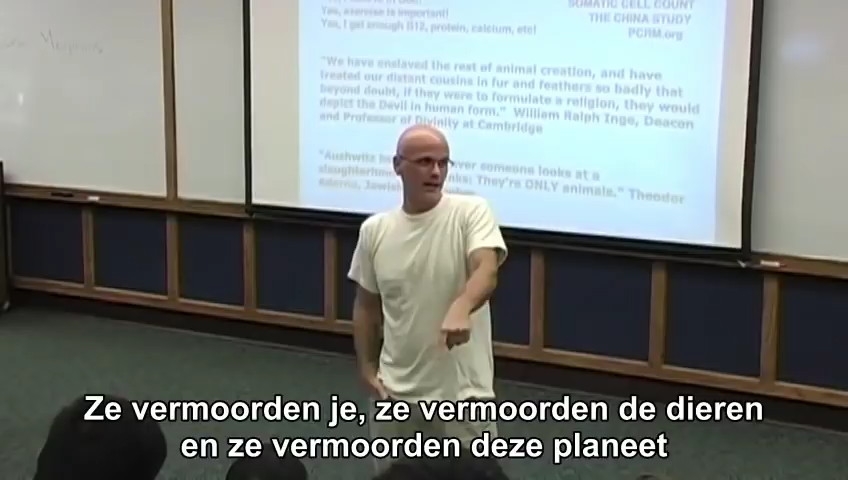 SOMATIC CELL COUNT
THE CHINA STUDY
PCRM.org
Yes, exercise is important!
Yes, I get enough B12, protein, calcium, etc!
"We have enslaved the rest of animal creation, and have
treated our distant cousins in fur and feathers so badly that
beyond doubt, if they were to formulate a religion, they would
depict the Devil in human form." William Ralph Inge, Deacon
and Professor of Divinity at Cambridge
someone looks at a
They're ONLY animals." Theodor
Ze vermoorden je, ze vermoorden de dieren
en ze vermoorden deze planeet